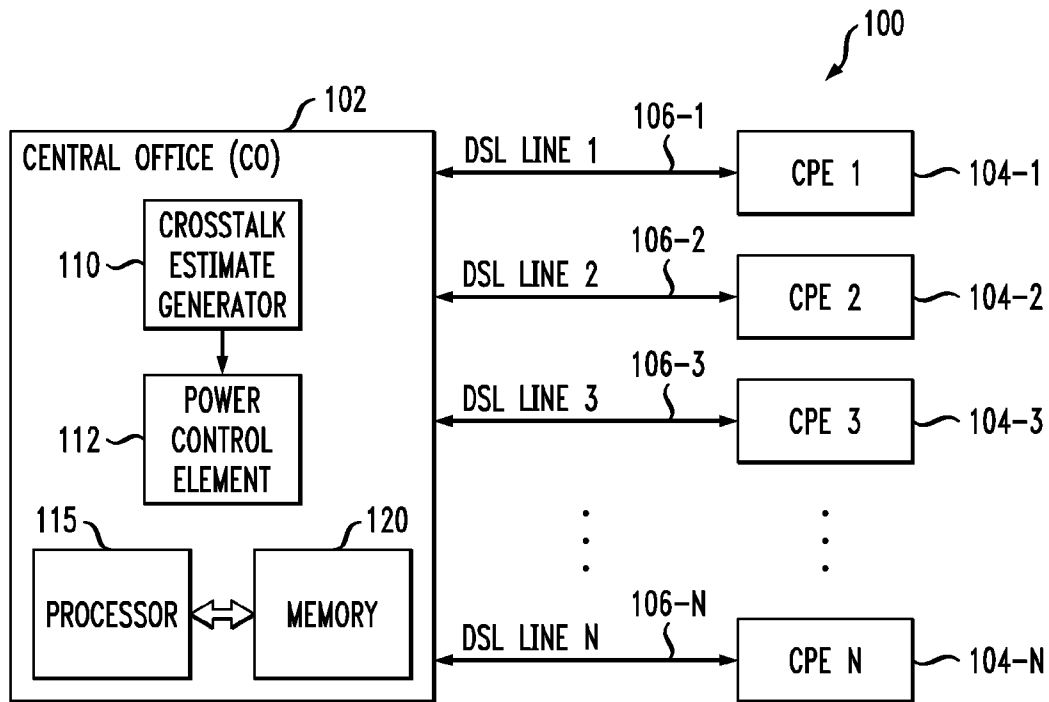 100
102
CENTRAL OFFICE (CO)
CROSSTALK
ESTIMATE
GENERATOR
110
POWER
CONTROL
ELEMENT
112
115
PROCESSOR
120
MEMORY
DSL LINE 1
106-1
CPE 1
104-1
DSL LINE 2
106-2
CPE 2
104-2
DSL LINE 3
106-3
CPE 3
104-3
DSL LINE N
106-N
CPE N
104-N